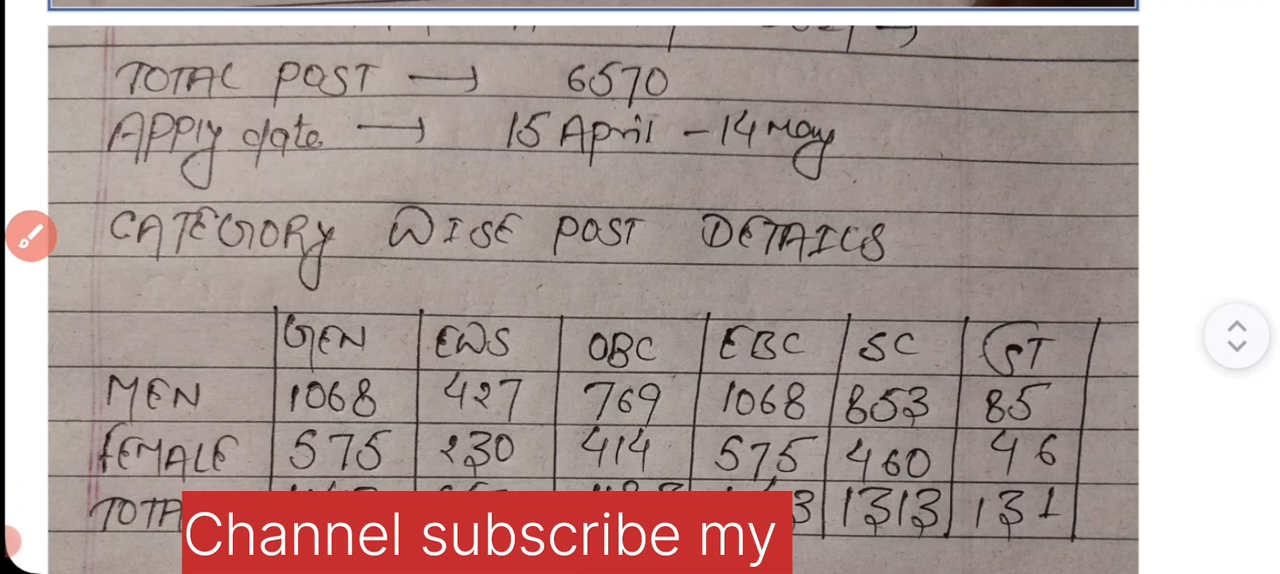 TOTAL POST → 6570
APPly date → 15 April - 14 May
CATEGORY WISE POST DETAILS
GEN EWS OBC EBC SC ST
MEN 1068 427 769 1068 853 85
FEMALE 575 230 414 575 460 46
1313 131
Channel subscribe my